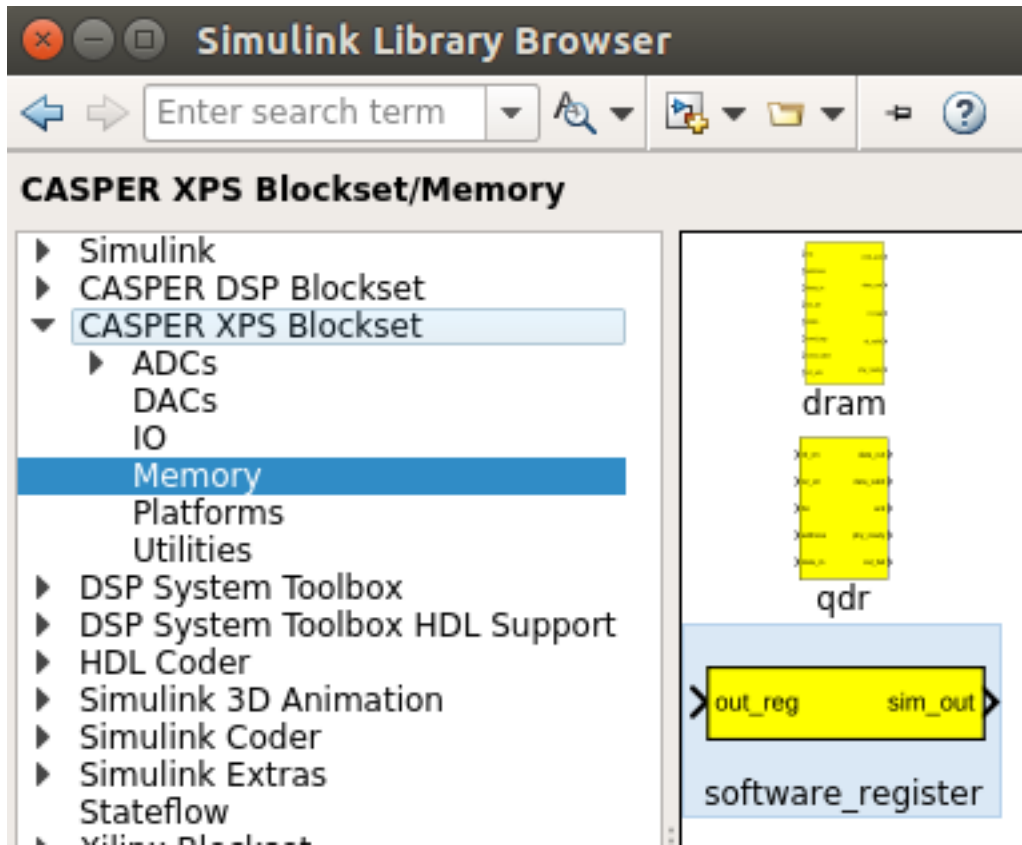 Simulink Library Browser
Enter search term
CASPER XPS Blockset/Memory
Simulink
CASPER DSP Blockset
CASPER XPS Blockset
ADCs
DACs
IO
Memory
Platforms
Utilities
DSP System Toolbox
DSP System Toolbox HDL Support
HDL Coder
Simulink 3D Animation
Simulink Coder
Simulink Extras
Stateflow
Xilinx Blockset
dram
qdr
out_reg sim_out
software_register